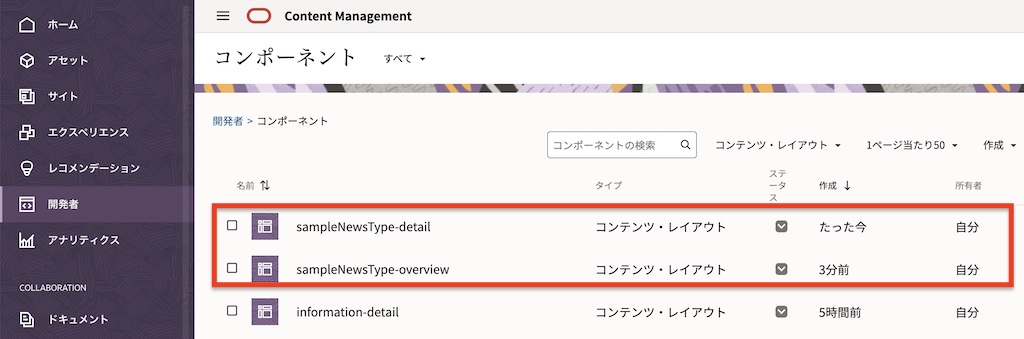 ホーム
アセット
サイト
エクスペリエンス
レコメンデーション
開発者
アナリティクス
COLLABORATION
ドキュメント
Content Management
コンポーネント すべて
開発者 > コンポーネント
コンポーネントの検索 コンテンツ・レイアウト 1ページ当たり50 作成
名前 タイプ ステータス 作成 所有者
sampleNewsType-detail コンテンツ・レイアウト たった今 自分
sampleNewsType-overview コンテンツ・レイアウト 3分前 自分
information-detail コンテンツ・レイアウト 5時間前 自分